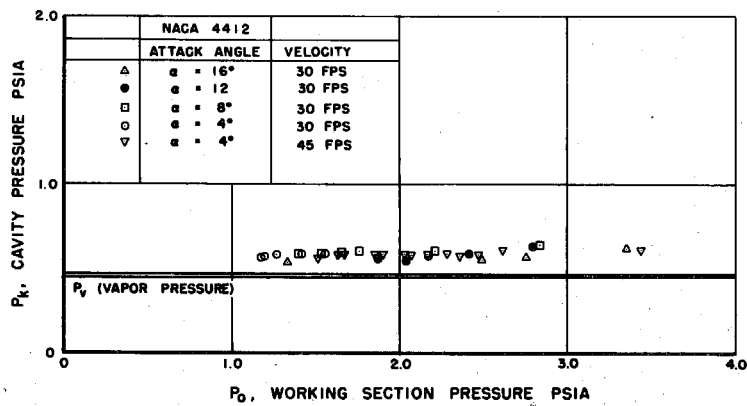 2.0
NACA 4412
ATTACK ANGLE VELOCITY
α = 16° 30 FPS
α = 12 30 FPS
α = 8° 30 FPS
α = 4° 30 FPS
α = 4° 45 FPS
1.0
Pv (VAPOR PRESSURE)
0
0 1.0 2.0 3.0 4.0
Pk, CAVITY PRESSURE PSIA
P0, WORKING SECTION PRESSURE PSIA